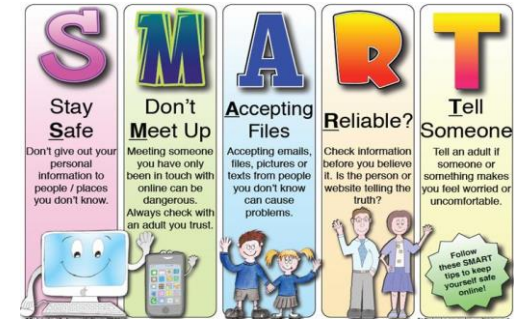 S
Stay
Safe
Don't give out your
personal
information to
people / places
you don't know.
M
Don't
Meet Up
Meeting someone
you have only
been in touch with
online can be
dangerous.
Always check with
an adult you trust.
A
Accepting
Files
Accepting emails,
files, pictures or
texts from people
you don't know
can cause
problems.
R
Reliable?
Check information
before you believe
it. Is the person or
website telling the
truth?
T
Tell
Someone
Tell an adult if
someone or
something makes
you feel worried or
uncomfortable.
Follow
these SMART
tips to keep
yourself safe
online!